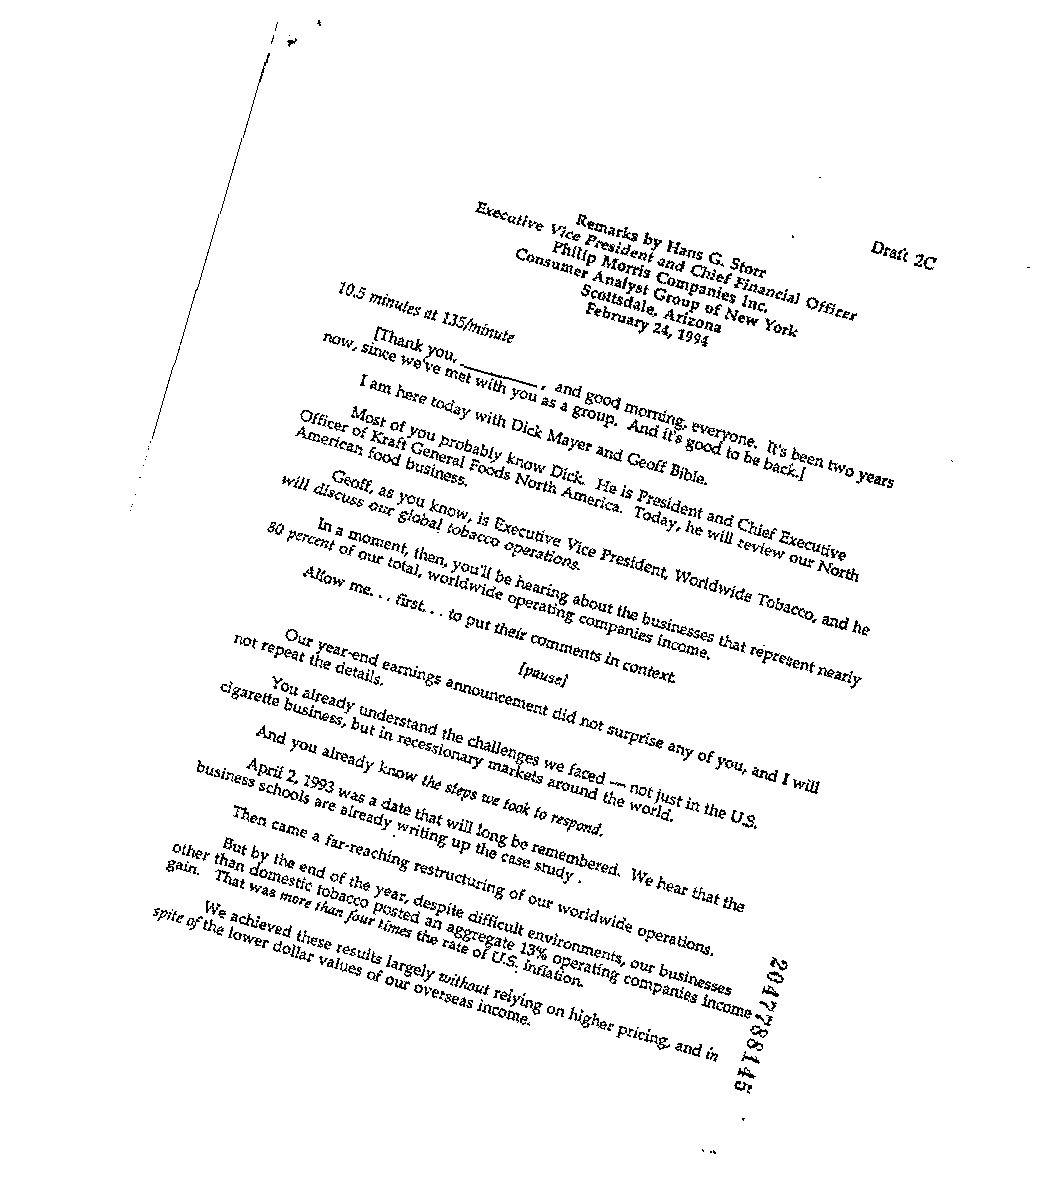 Draft 2C
Remarks by Hans G. Storr
Executive Vice President and Chief Financial Officer
Philip Morris Companies Inc.
Consumer Analyst Group of New York
Scottsdale, Arizona
February 24, 1994
10.5 minutes at 135/minute
[Thank you, __________, and good morning, everyone. It's been two years
now, since we've met with you as a group. And it's good to be back.]
I am here today with Dick Mayer and Geoff Bible.
Most of you probably know Dick. He is President and Chief Executive
Officer of Kraft General Foods North America. Today, he will review our North
American food business.
Geoff, as you know, is Executive Vice President, Worldwide Tobacco, and he
will discuss our global tobacco operations.
In a moment, then, you'll be hearing about the businesses that represent nearly
80 percent of our total, worldwide operating companies income.
Allow me. . . first. . . to put their comments in context.
[pause]
Our year-end earnings announcement did not surprise any of you, and I will
not repeat the details.
You already understand the challenges we faced — not just in the U.S.
cigarette business, but in recessionary markets around the world.
And you already know the steps we took to respond.
April 2, 1993 was a date that will long be remembered. We hear that the
business schools are already writing up the case study .
Then came a far-reaching restructuring of our worldwide operations.
But by the end of the year, despite difficult environments, our businesses
other than domestic tobacco posted an aggregate 13% operating companies income
gain. That was more than four times the rate of U.S. inflation.
We achieved these results largely without relying on higher pricing, and in
spite of the lower dollar values of our overseas income.
2047788145